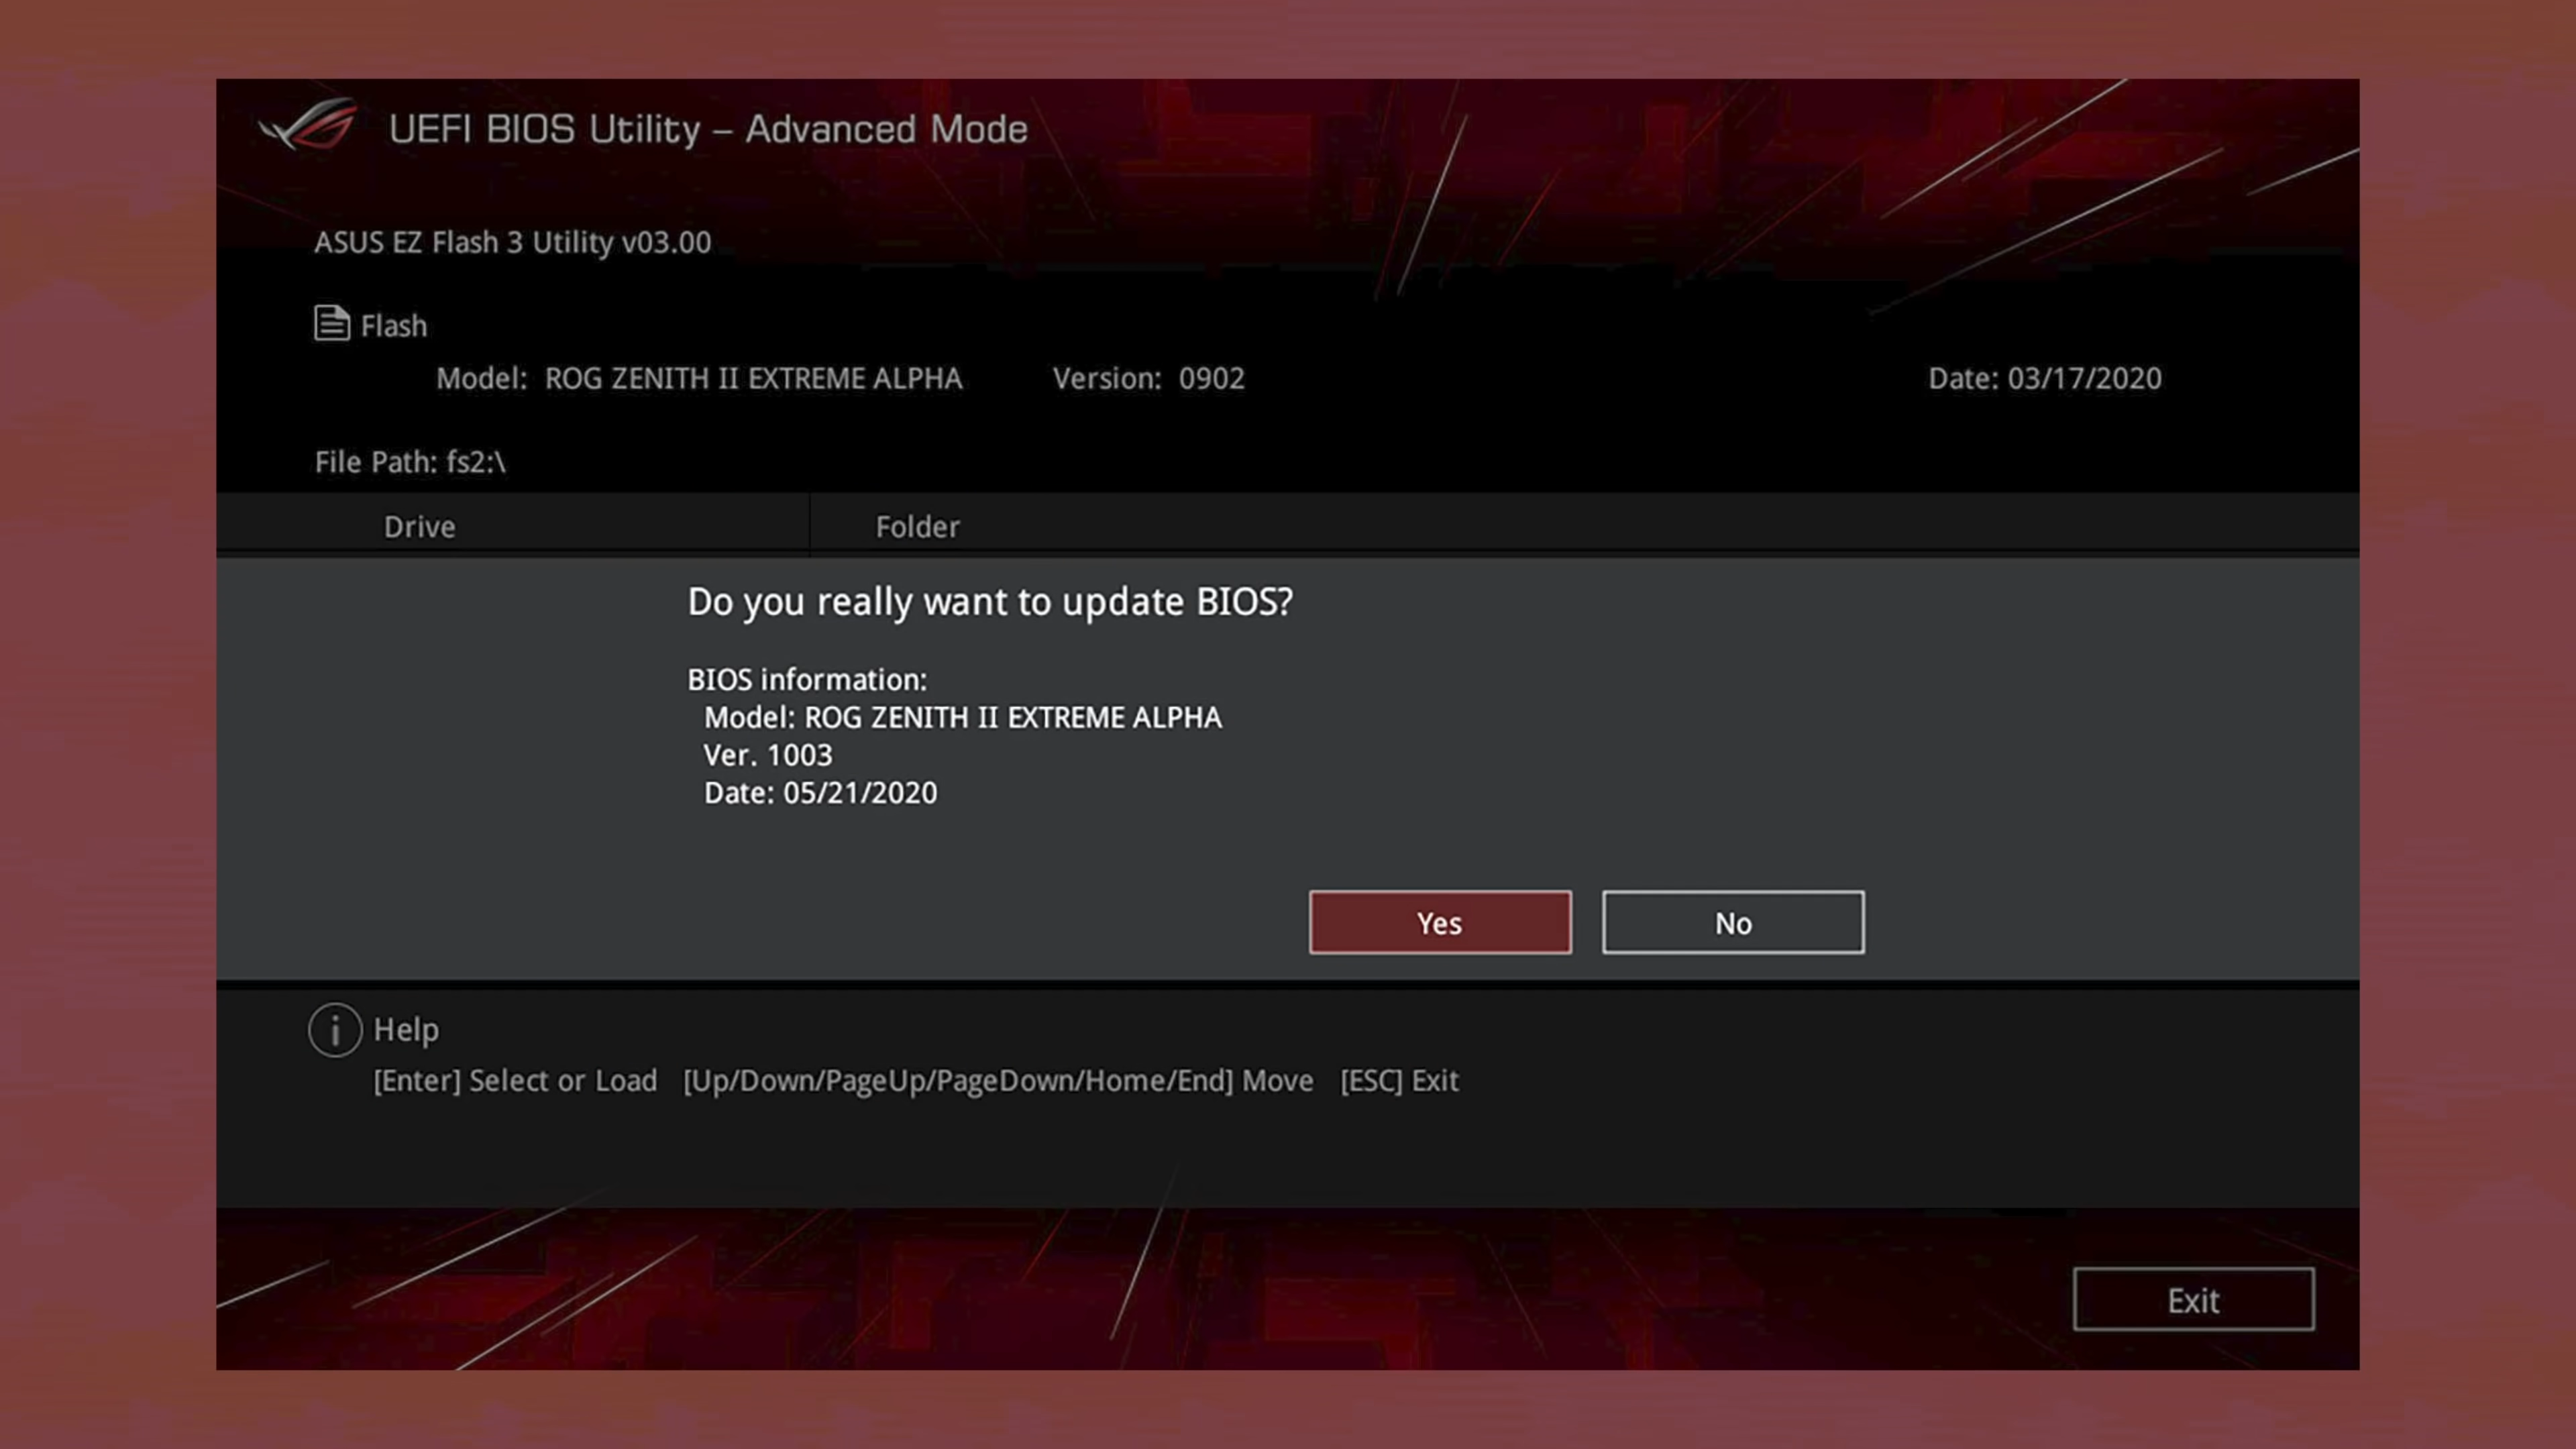 UEFI BIOS Utility – Advanced Mode
ASUS EZ Flash 3 Utility v03.00
Flash
Model: ROG ZENITH II EXTREME ALPHA Version: 0902 Date: 03/17/2020
File Path: fs2:\
Drive Folder
Do you really want to update BIOS?
BIOS information:
Model: ROG ZENITH II EXTREME ALPHA
Ver. 1003
Date: 05/21/2020
Yes No
Help
[Enter] Select or Load [Up/Down/PageUp/PageDown/Home/End] Move [ESC] Exit
Exit